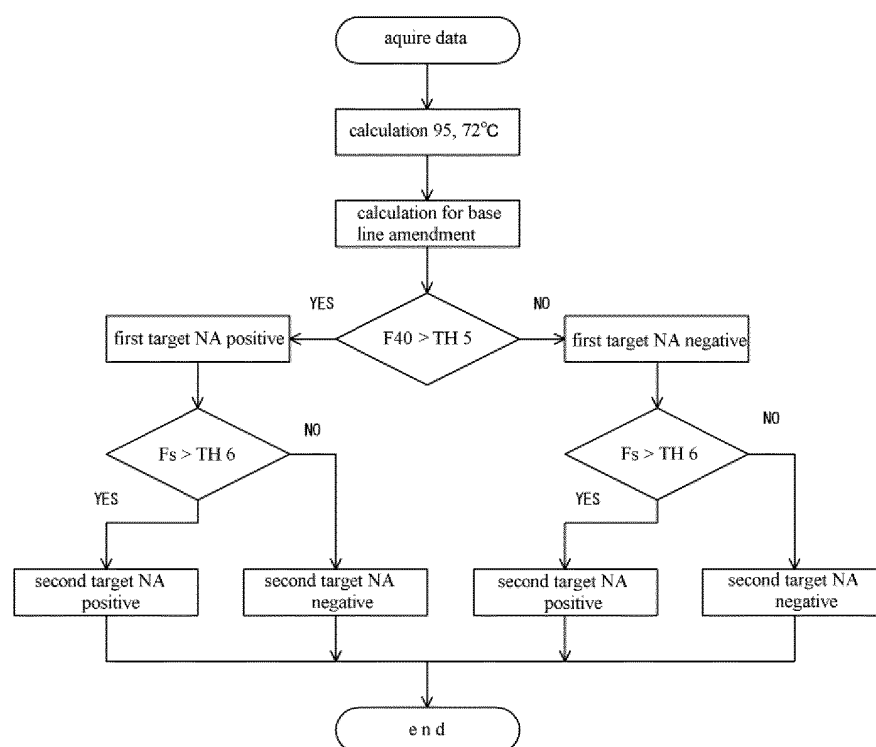 aquire data
calculation 95, 72℃
calculation for base
line amendment
YES
NO
first target NA positive
F40 > TH 5
first target NA negative
NO
NO
Fs > TH 6
Fs > TH 6
YES
YES
second target NA
positive
second target NA
negative
second target NA
positive
second target NA
negative
e n d